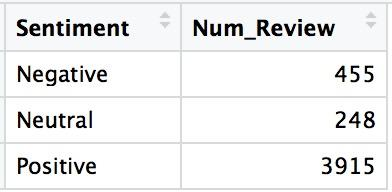 Sentiment Num_Review
Negative 455
Neutral 248
Positive 3915